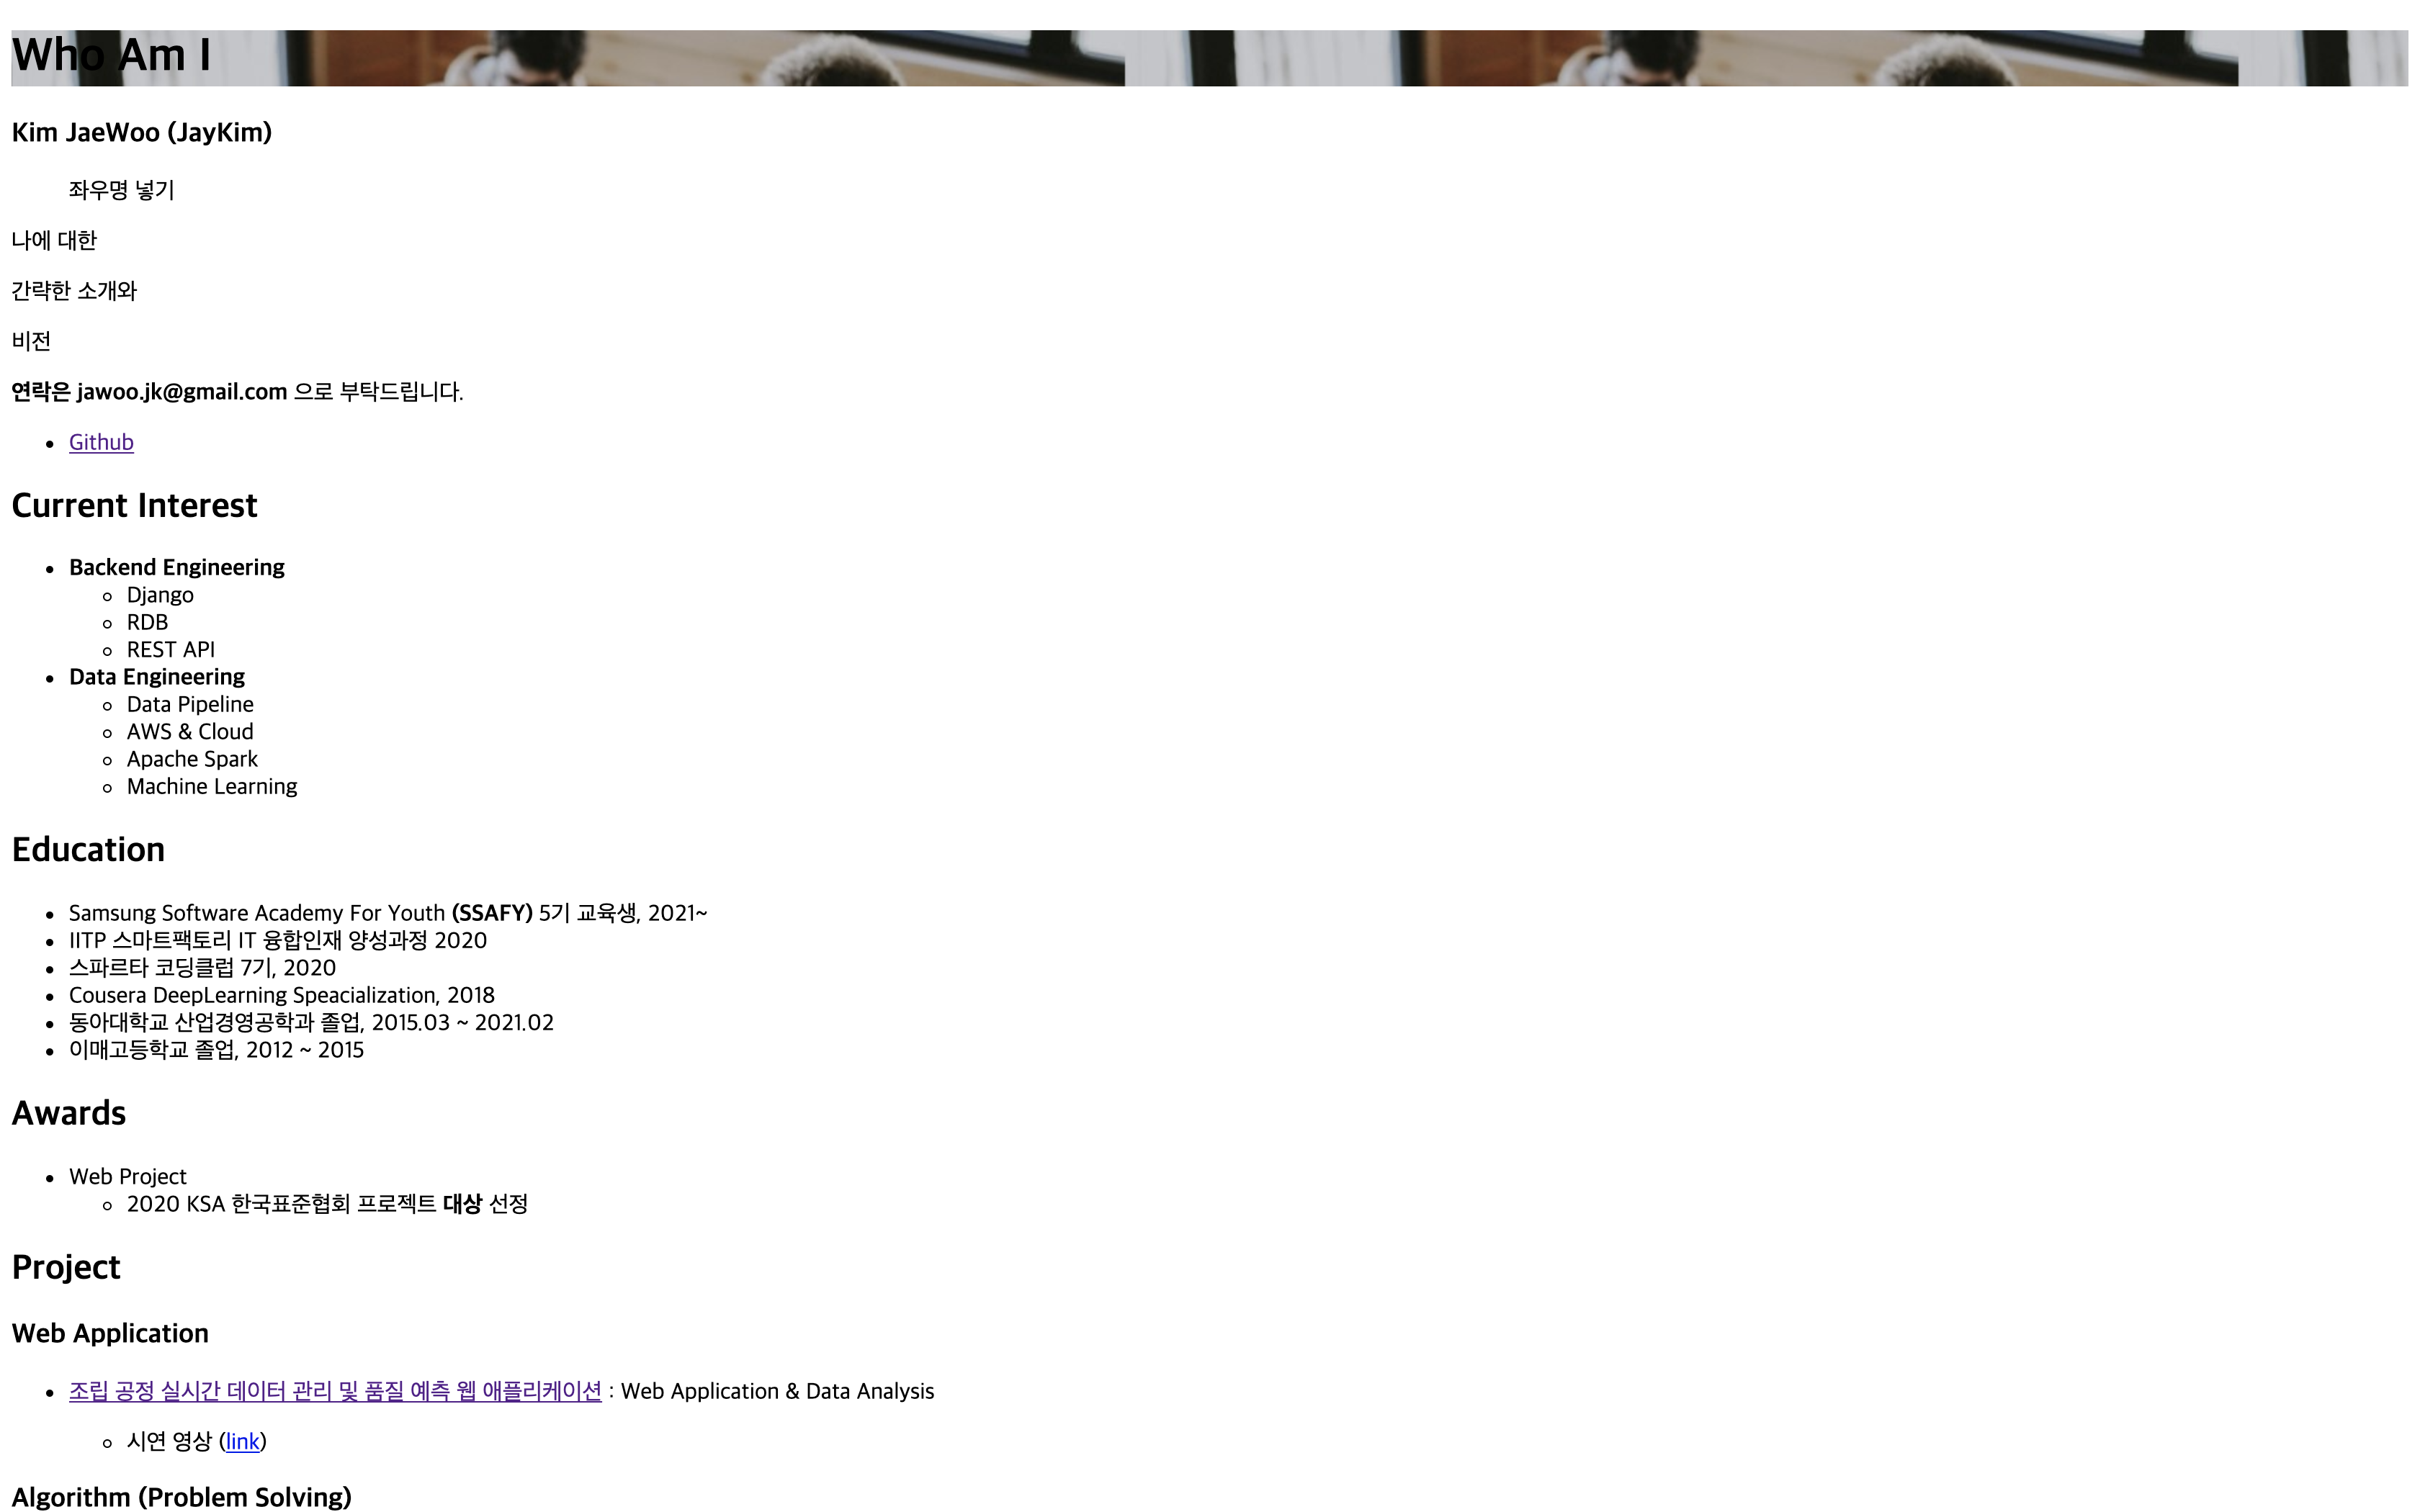 Who Am I
Kim JaeWoo (JayKim)
좌우명 넣기
나에 대한
간략한 소개와
비전
연락은 jawoo.jk@gmail.com 으로 부탁드립니다.
Github
Current Interest
Backend Engineering
Django
RDB
REST API
Data Engineering
Data Pipeline
AWS & Cloud
Apache Spark
Machine Learning
Education
Samsung Software Academy For Youth (SSAFY) 5기 교육생, 2021~
IITP 스마트팩토리 IT 융합인재 양성과정 2020
스파르타 코딩클럽 7기, 2020
Cousera DeepLearning Speacialization, 2018
동아대학교 산업경영공학과 졸업, 2015.03 ~ 2021.02
이매고등학교 졸업, 2012 ~ 2015
Awards
Web Project
2020 KSA 한국표준협회 프로젝트 대상 선정
Project
Web Application
조립 공정 실시간 데이터 관리 및 품질 예측 웹 애플리케이션 : Web Application & Data Analysis
시연 영상 (link)
Algorithm (Problem Solving)